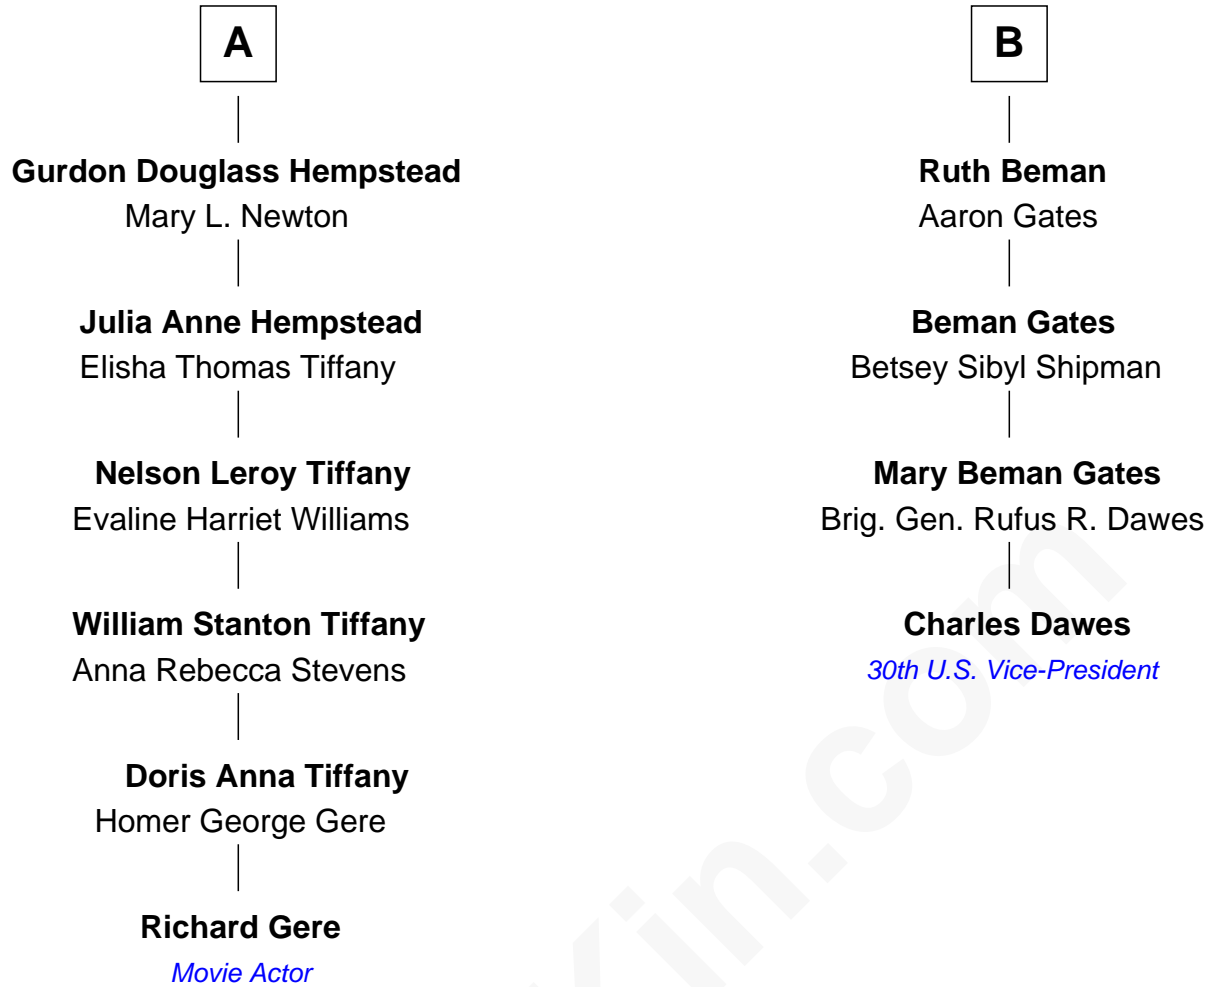 A
Gurdon Douglass Hempstead
Mary L. Newton
Julia Anne Hempstead
Elisha Thomas Tiffany
Nelson Leroy Tiffany
Evaline Harriet Williams
William Stanton Tiffany
Anna Rebecca Stevens
Doris Anna Tiffany
Homer George Gere
Richard Gere
Movie Actor
B
Ruth Beman
Aaron Gates
Beman Gates
Betsey Sibyl Shipman
Mary Beman Gates
Brig. Gen. Rufus R. Dawes
Charles Dawes
30th U.S. Vice-President
Kin.com